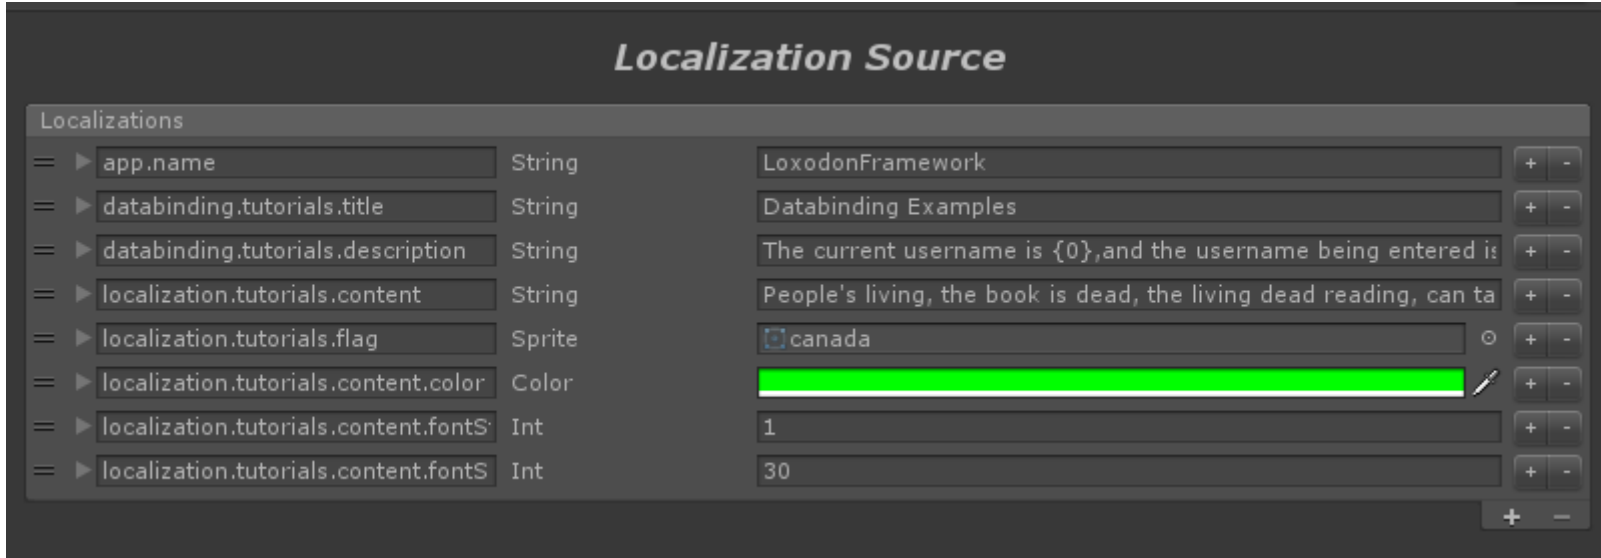 Localization Source
Localizations
app.name String LoxodonFramework + -
databinding.tutorials.title String Databinding Examples + -
databinding.tutorials.description String The current username is {0},and the username being entered is + -
localization.tutorials.content String People's living, the book is dead, the living dead reading, can ta + -
localization.tutorials.flag Sprite canada + -
localization.tutorials.content.color Color + -
localization.tutorials.content.fontS Int 1 + -
localization.tutorials.content.fontS Int 30 + -
+ -